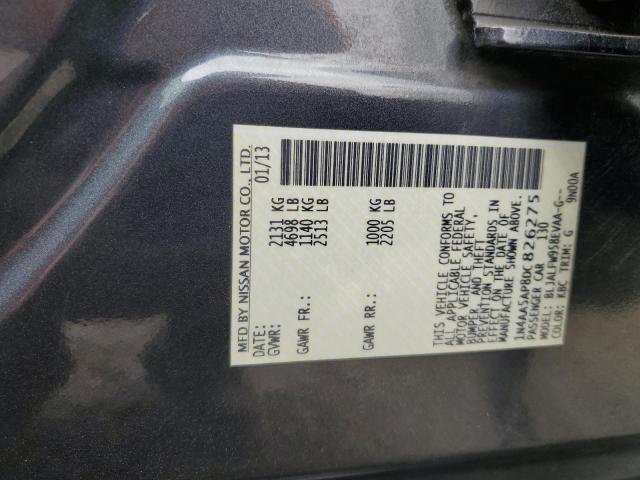 MFD BY NISSAN MOTOR CO., LTD.
DATE: 01/13
GVWR: 2131 KG
4698 LB
GAWR FR.: 1140 KG
2513 LB
GAWR RR: 1000 KG
2205 LB
THIS VEHICLE CONFORMS TO
ALL APPLICABLE FEDERAL
MOTOR VEHICLE SAFETY,
BUMPER, AND THEFT
PREVENTION STANDARDS IN
EFFECT ON THE DATE OF
MANUFACTURE SHOWN ABOVE.
1N4AA5AP8DC826275
PASSENGER CAR 130
MODEL: BLJALFW958EVAA-G--
COLOR: KBC TRIM: G 9N00A